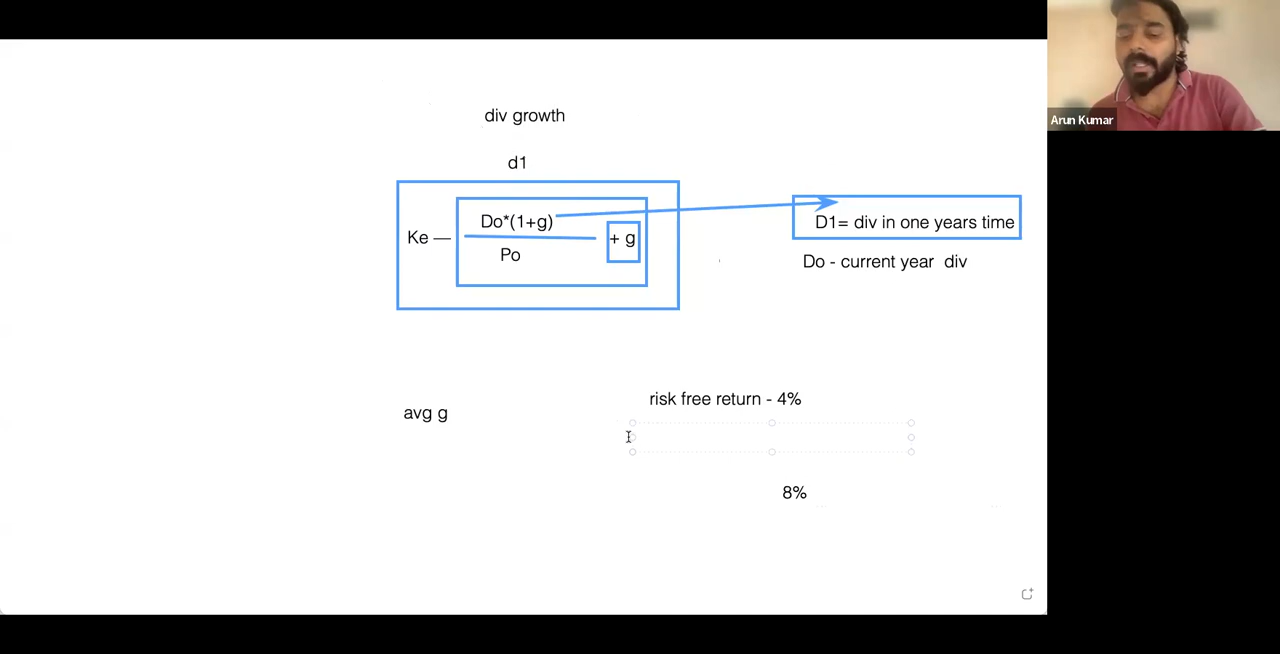 div growth
d1
Ke — Do*(1+g) + g
Po
D1= div in one years time
Do - current year div
risk free return - 4%
avg g
8%
Arun Kumar